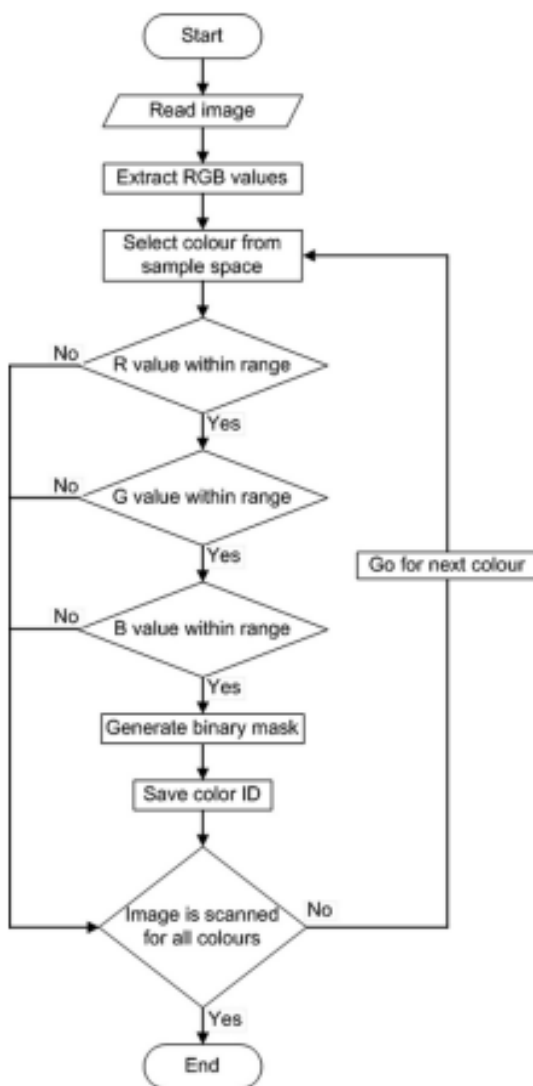 Start
Read image
Extract RGB values
Select colour from
sample space
No
R value within range
Yes
No
G value within range
Yes
Go for next colour
No
B value within range
Yes
Generate binary mask
Save color ID
Image is scanned
for all colours
No
Yes
End